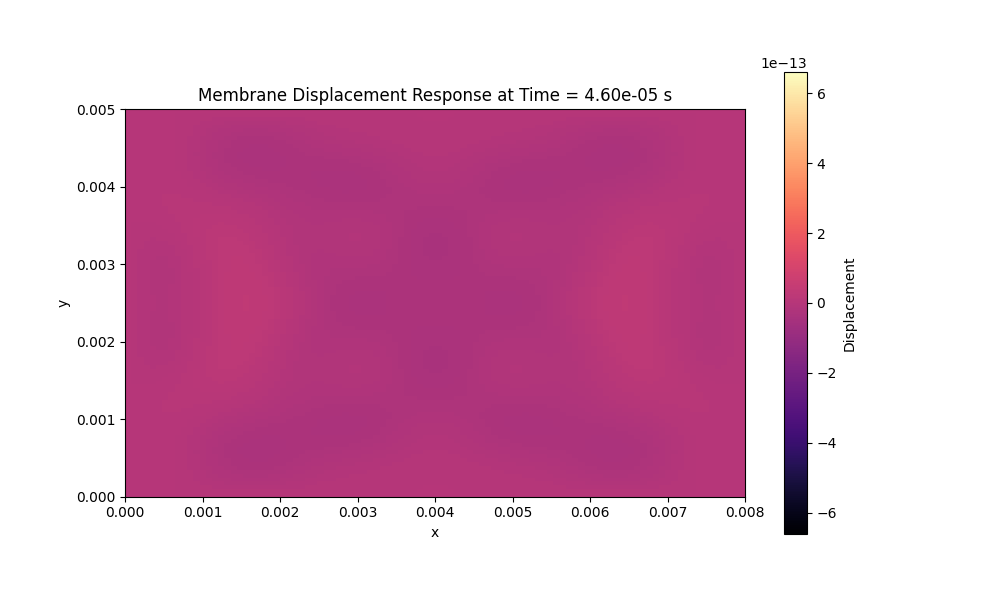 1e−13
Membrane Displacement Response at Time = 4.60e-05 s
0.005
0.004
0.003
0.002
0.001
0.000
y
0.000 0.001 0.002 0.003 0.004 0.005 0.006 0.007 0.008
x
6
4
2
0
−2
−4
−6
Displacement